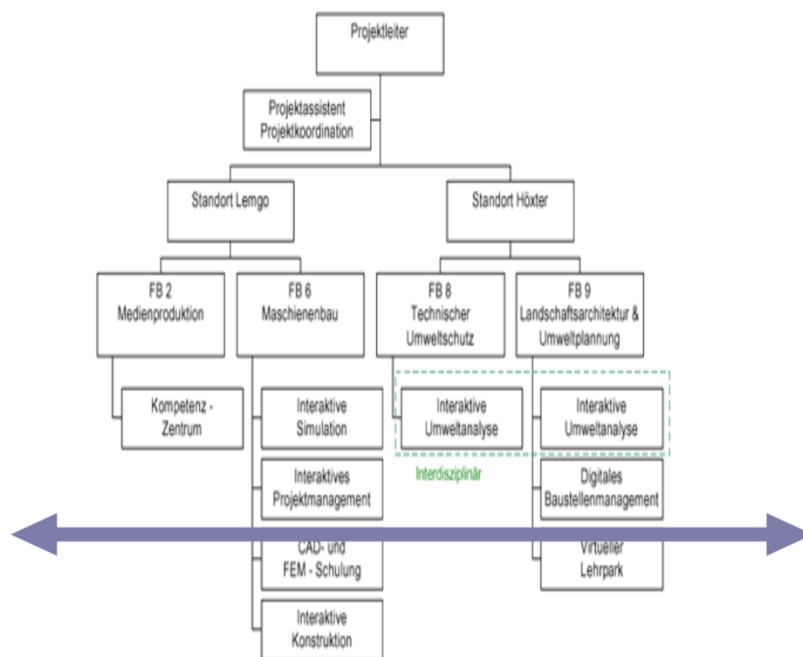 Projektleiter
Projektassistent
Projektkoordination
Standort Lemgo
Standort Höxter
FB 2
Medienproduktion
FB 6
Maschienenbau
FB 8
Technischer
Umweltschutz
FB 9
Landschaftsarchitektur &
Umweltplannung
Kompetenz -
Zentrum
Interaktive
Simulation
Interaktive
Umweltanalyse
Interaktive
Umweltanalyse
Interdisziplinär
Interaktives
Projektmanagement
Digitales
Baustellenmanagement
CAD- und
FEM - Schulung
Virtueller
Lehrpark
Interaktive
Konstruktion